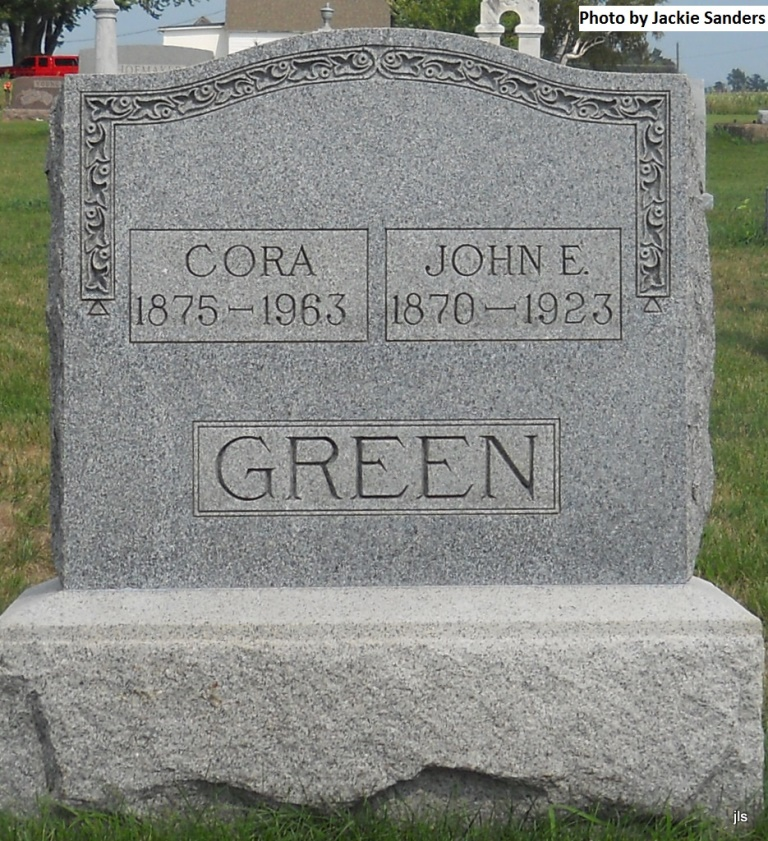 Photo by Jackie Sanders
CORA
1875-1963
JOHN E.
1870-1923
GREEN
jls